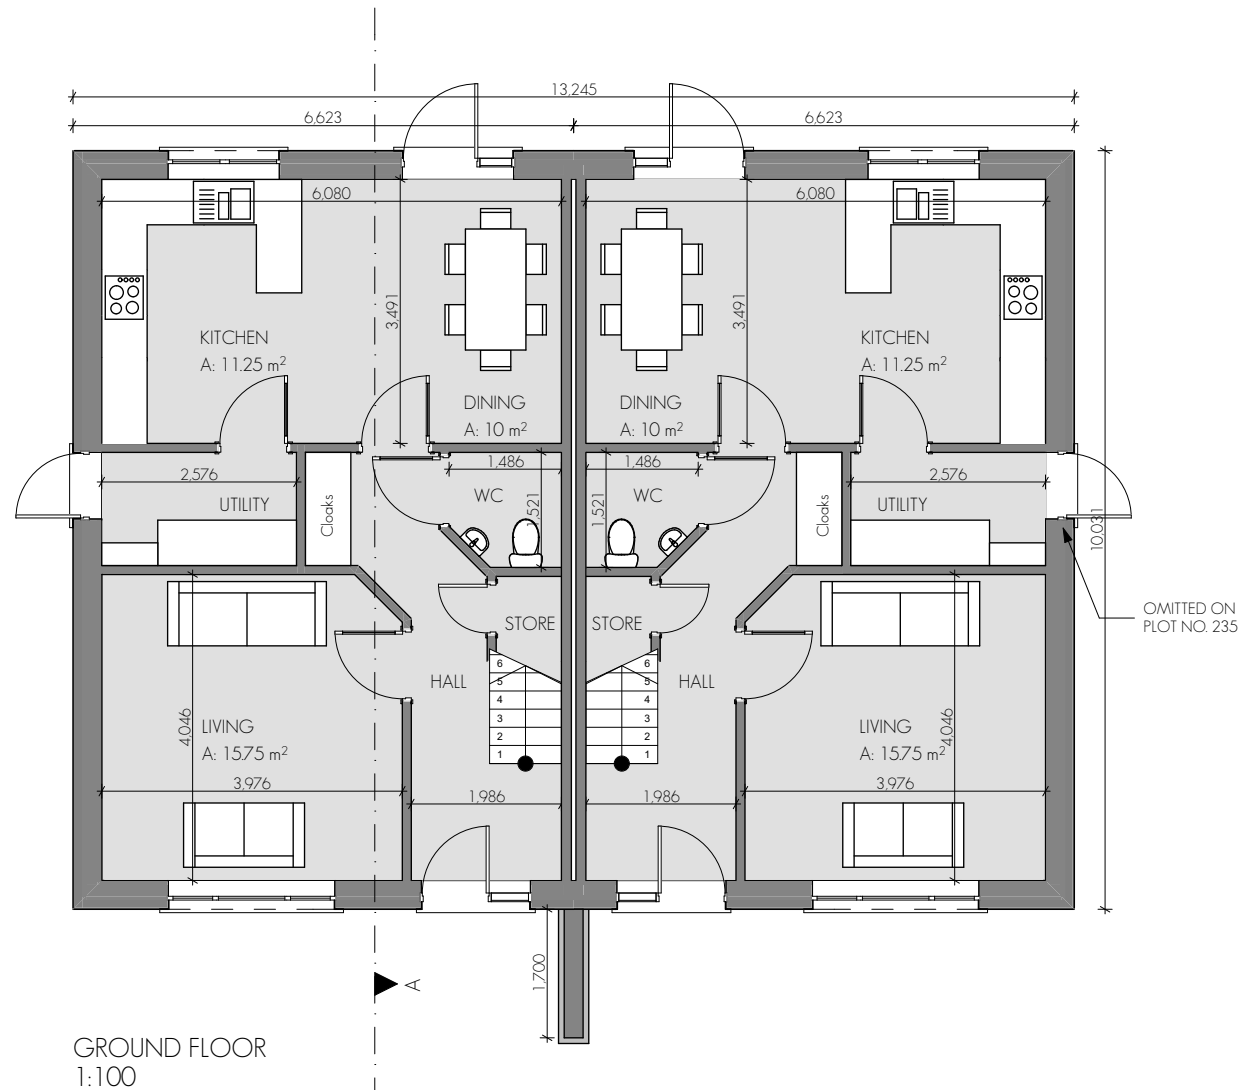 13,245
6,623
6,623
6,080
6,080
3,491
3,491
KITCHEN
A: 11.25 m²
KITCHEN
A: 11.25 m²
DINING
A: 10 m²
DINING
A: 10 m²
2,576
UTILITY
Cloaks
1,486
WC
1,521
1,486
WC
1,521
Cloaks
2,576
UTILITY
10,031
OMITTED ON
PLOT NO. 235
STORE
STORE
HALL
HALL
6
5
4
3
2
1
6
5
4
3
2
1
LIVING
A: 15.75 m²
4,046
3,976
LIVING
A: 15.75 m²
4,046
3,976
1,986
1,986
1,700
A
GROUND FLOOR
1:100